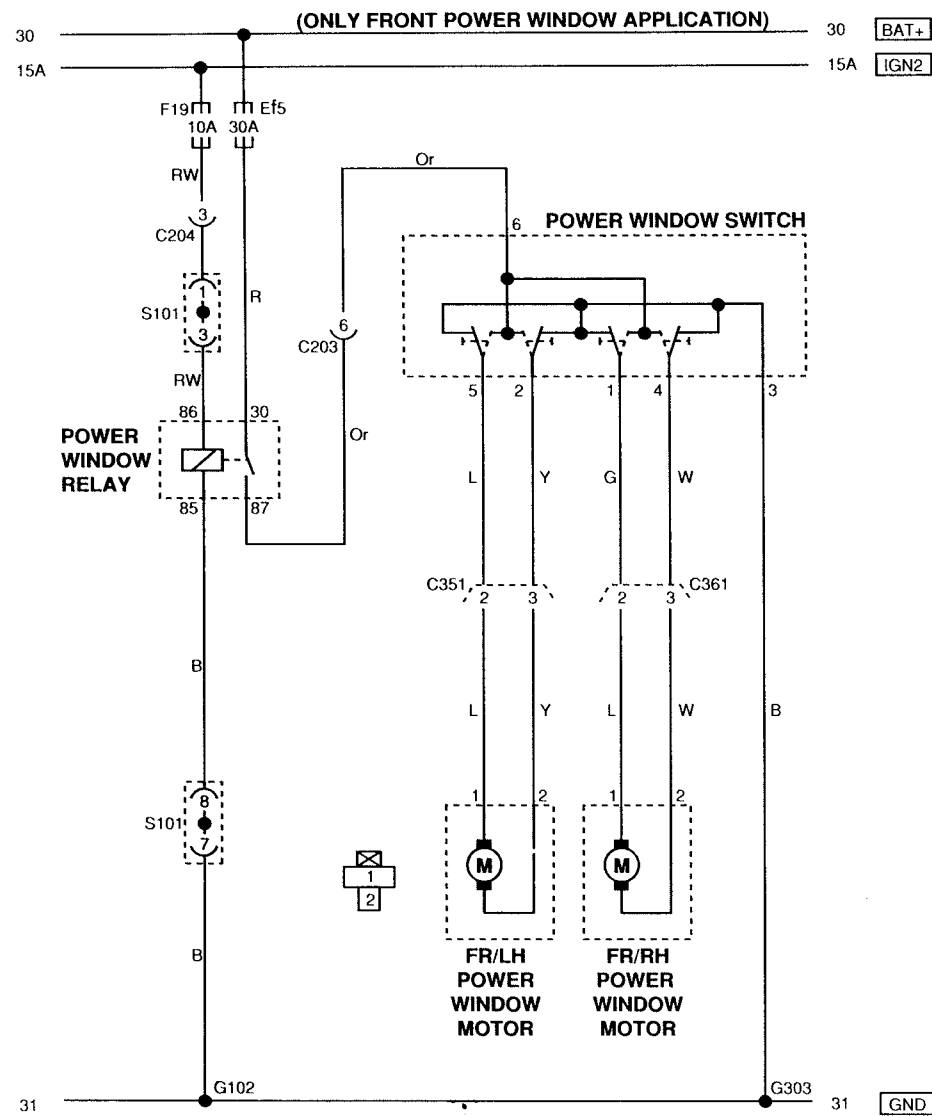 (ONLY FRONT POWER WINDOW APPLICATION)
30
30 BAT+
15A
15A IGN2
F19 Ef5
10A 30A
Or
RW
3
6 POWER WINDOW SWITCH
C204
1
R
S101
3
6
C203
RW
5 2 1 4 3
86 30
Or
POWER
WINDOW
RELAY
L Y G W
85 87
C351 2 3 2 3 C361
B
L Y L W B
8
S101
7
1 2 1 2
M M
1
2
B
FR/LH
POWER
WINDOW
MOTOR
FR/RH
POWER
WINDOW
MOTOR
G102 G303
31
31 GND